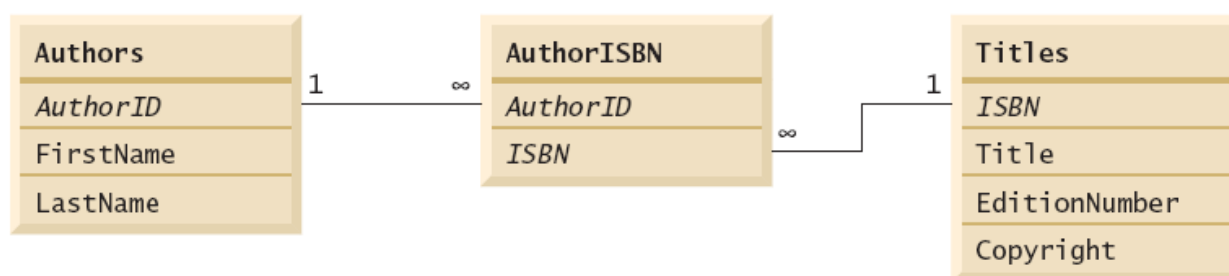 Authors
AuthorID
FirstName
LastName
1
∞
AuthorISBN
AuthorID
ISBN
∞
1
Titles
ISBN
Title
EditionNumber
Copyright